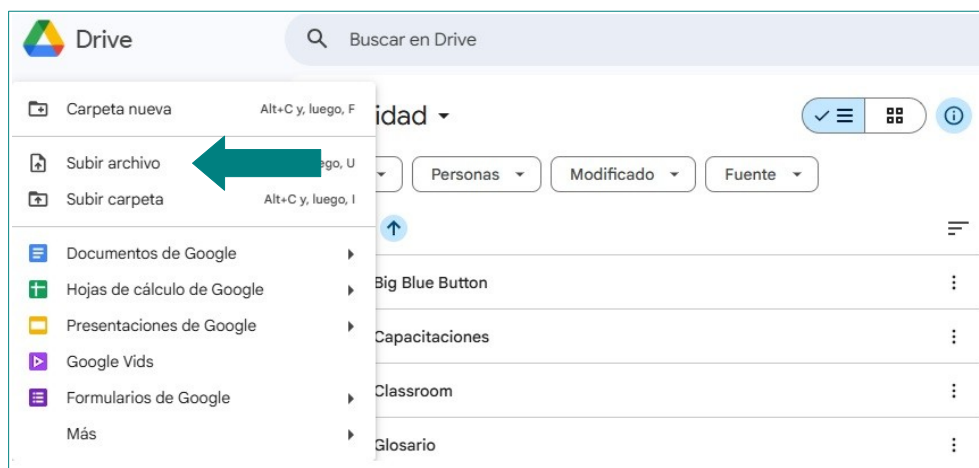 Drive
Buscar en Drive
Carpeta nueva Alt+C y, luego, F
idad
Subir archivo ego, U
Personas Modificado Fuente
Subir carpeta Alt+C y, luego, I
Documentos de Google
Big Blue Button
Hojas de cálculo de Google
Presentaciones de Google
Capacitaciones
Google Vids
Classroom
Formularios de Google
Más
Glosario